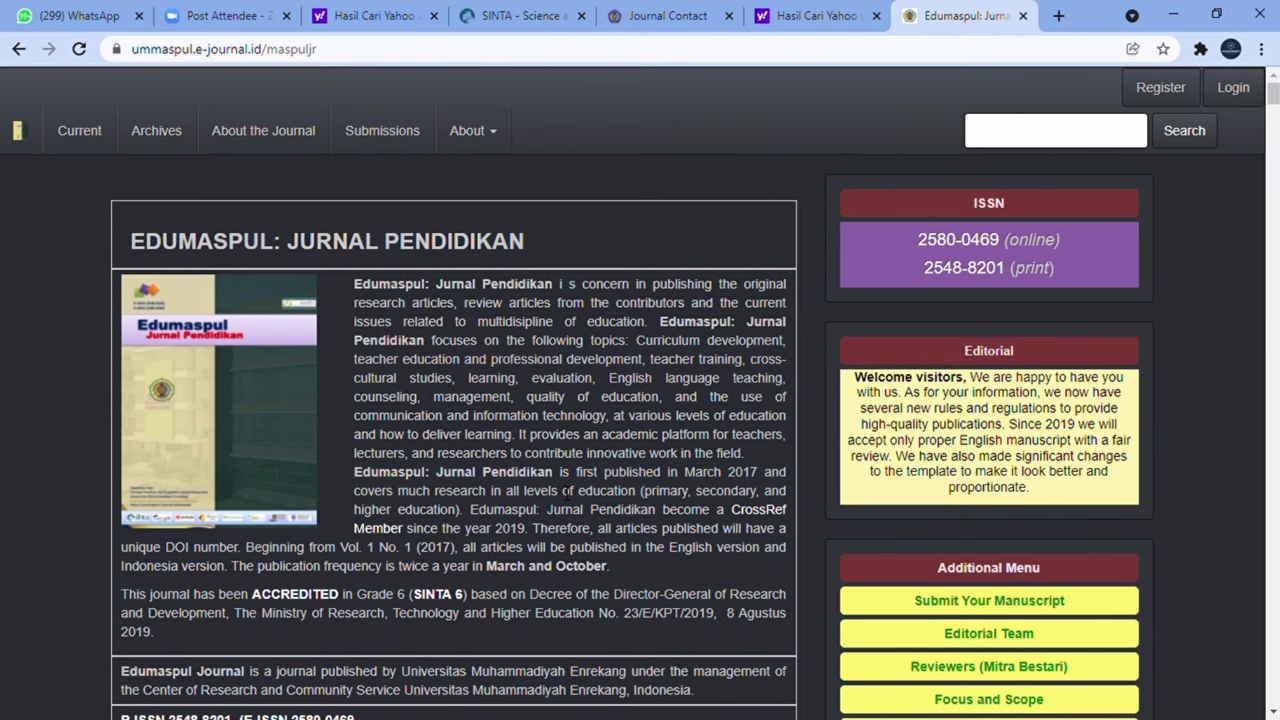 (299) WhatsApp
Post Attendee - Z
Hasil Cari Yahoo u
SINTA - Science a
Journal Contact
Hasil Cari Yahoo u
Edumaspul: Jurna
ummaspul.e-journal.id/maspuljr
Register
Login
Current
Archives
About the Journal
Submissions
About
Search
EDUMASPUL: JURNAL PENDIDIKAN
Edumaspul
Jurnal Pendidikan
Edumaspul: Jurnal Pendidikan i s concern in publishing the original
research articles, review articles from the contributors and the current
issues related to multidisipline of education. Edumaspul: Jurnal
Pendidikan focuses on the following topics: Curriculum development,
teacher education and professional development, teacher training, cross-
cultural studies, learning, evaluation, English language teaching,
counseling, management, quality of education, and the use of
communication and information technology, at various levels of education
and how to deliver learning. It provides an academic platform for teachers,
lecturers, and researchers to contribute innovative work in the field.
Edumaspul: Jurnal Pendidikan is first published in March 2017 and
covers much research in all levels of education (primary, secondary, and
higher education). Edumaspul: Jurnal Pendidikan become a CrossRef
Member since the year 2019. Therefore, all articles published will have a
unique DOI number. Beginning from Vol. 1 No. 1 (2017), all articles will be published in the English version and
Indonesia version. The publication frequency is twice a year in March and October.
This journal has been ACCREDITED in Grade 6 (SINTA 6) based on Decree of the Director-General of Research
and Development, The Ministry of Research, Technology and Higher Education No. 23/E/KPT/2019, 8 Agustus
2019.
Edumaspul Journal is a journal published by Universitas Muhammadiyah Enrekang under the management of
the Center of Research and Community Service Universitas Muhammadiyah Enrekang, Indonesia.
P-ISSN 2548-8201, (E-ISSN 2580-0469
ISSN
2580-0469 (online)
2548-8201 (print)
Editorial
Welcome visitors, We are happy to have you
with us. As for your information, we now have
several new rules and regulations to provide
high-quality publications. Since 2019 we will
accept only proper English manuscript with a fair
review. We have also made significant changes
to the template to make it look better and
proportionate.
Additional Menu
Submit Your Manuscript
Editorial Team
Reviewers (Mitra Bestari)
Focus and Scope